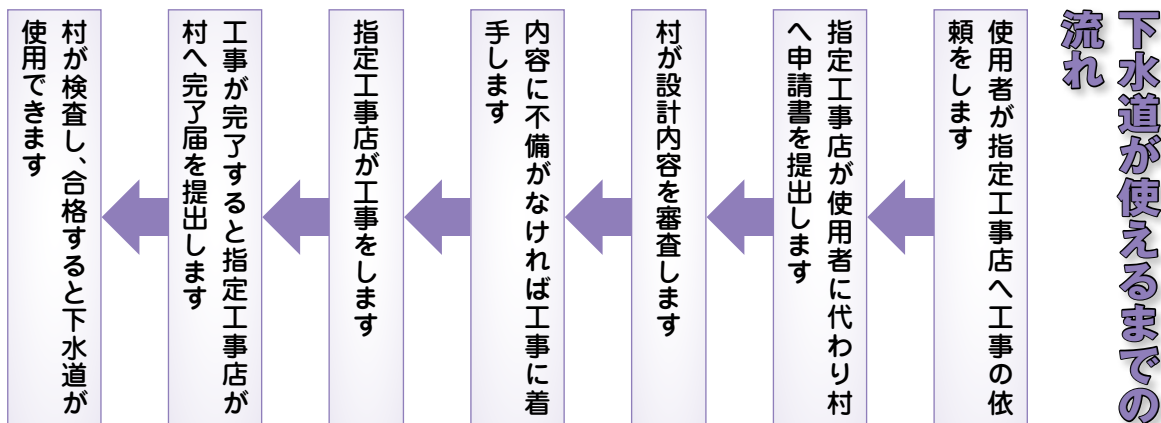 下水道が使えるまでの
流れ
使用者が指定工事店へ工事の依
頼をします
指定工事店が使用者に代わり村
へ申請書を提出します
村が設計内容を審査します
内容に不備がなければ工事に着
手します
指定工事店が工事をします
工事が完了すると指定工事店が
村へ完了届を提出します
村が検査し、合格すると下水道が
使用できます